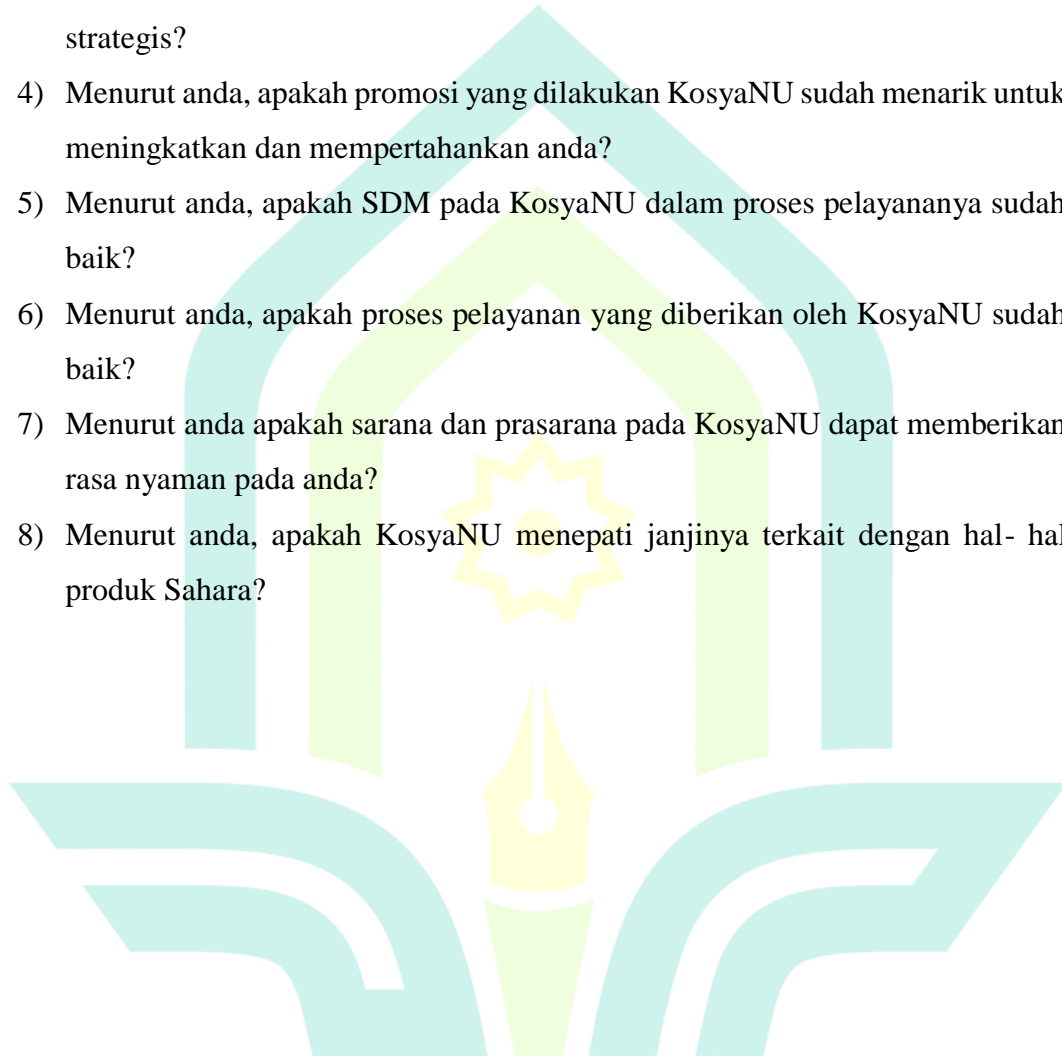 strategis?
4) Menurut anda, apakah promosi yang dilakukan KosyaNU sudah menarik untuk
meningkatkan dan mempertahankan anda?
5) Menurut anda, apakah SDM pada KosyaNU dalam proses pelayananya sudah
baik?
6) Menurut anda, apakah proses pelayanan yang diberikan oleh KosyaNU sudah
baik?
7) Menurut anda apakah sarana dan prasarana pada KosyaNU dapat memberikan
rasa nyaman pada anda?
8) Menurut anda, apakah KosyaNU menepati janjinya terkait dengan hal- hal
produk Sahara?